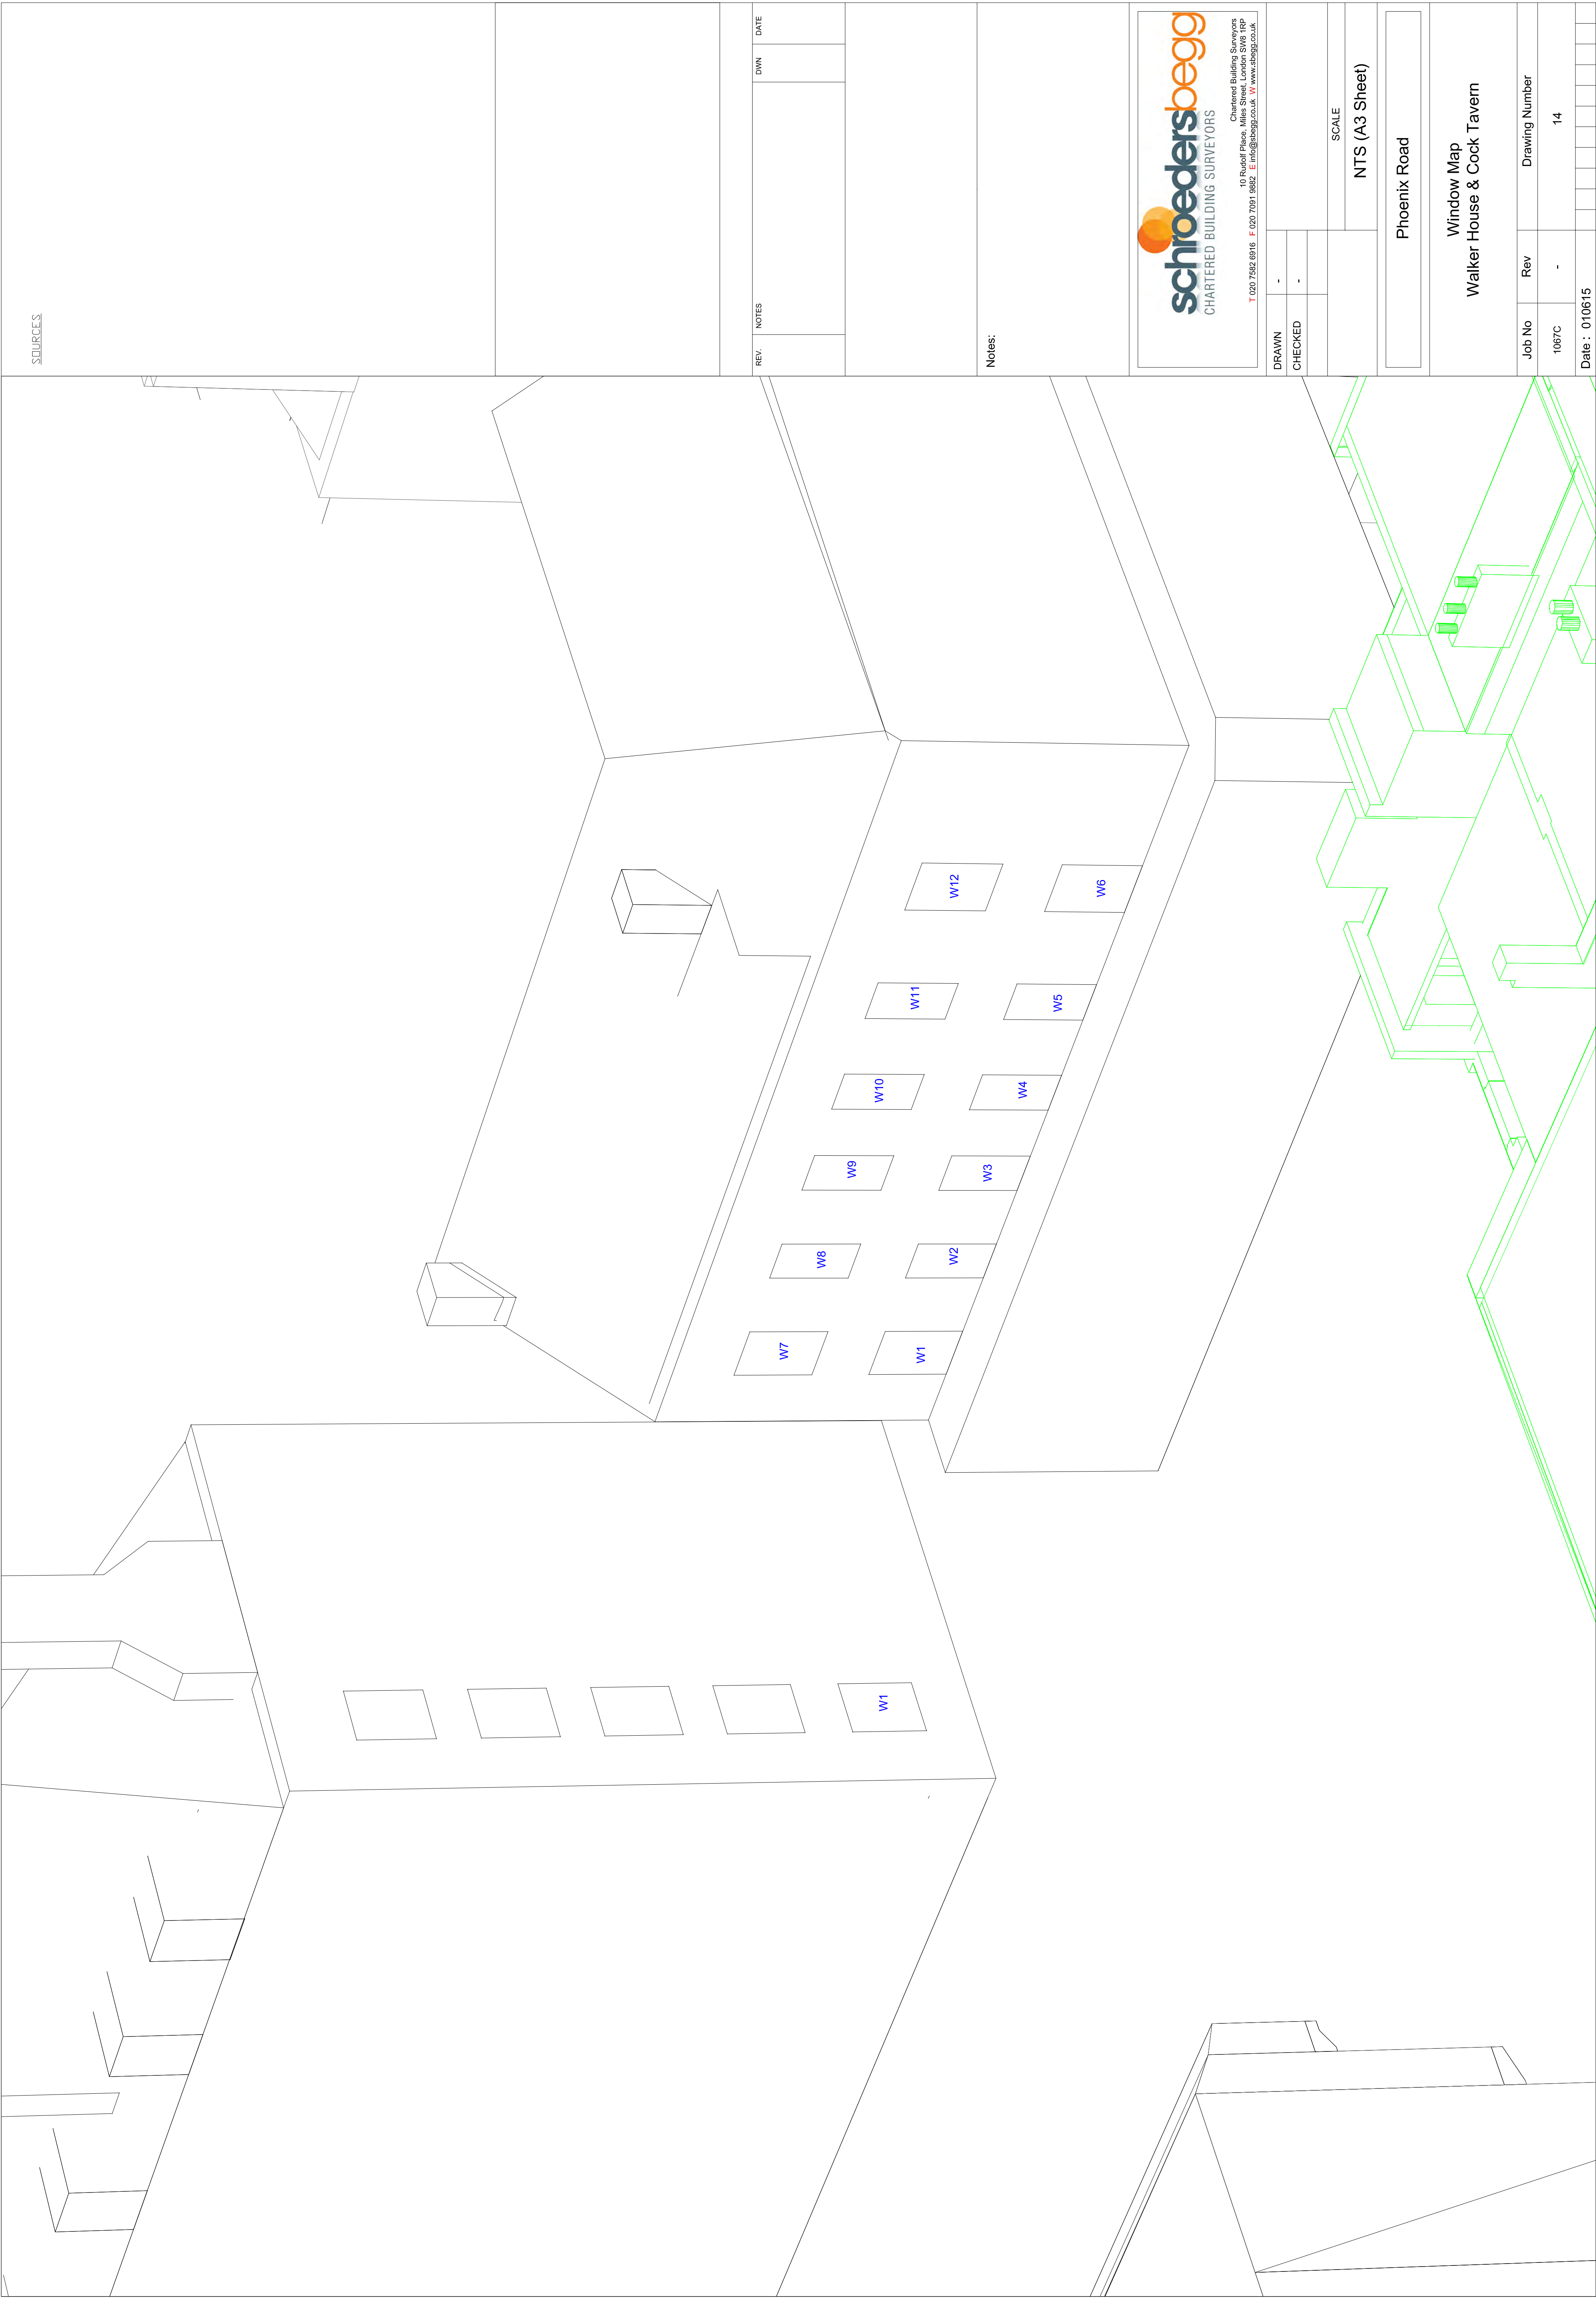 SOURCES
REV. NOTES DWN DATE
Notes:
schroedersbegg
CHARTERED BUILDING SURVEYORS
Chartered Building Surveyors
10 Rudolf Place, Miles Street, London SW8 1RP
T 020 7582 6916 F 020 7091 9882 E info@sbegg.co.uk W www.sbegg.co.uk
DRAWN -
CHECKED -
SCALE
NTS (A3 Sheet)
Phoenix Road
Window Map
Walker House & Cock Tavern
Job No Rev Drawing Number
1067C - 14
Date : 010615
W7 W8 W9 W10 W11 W12
W1 W2 W3 W4 W5 W6
W1